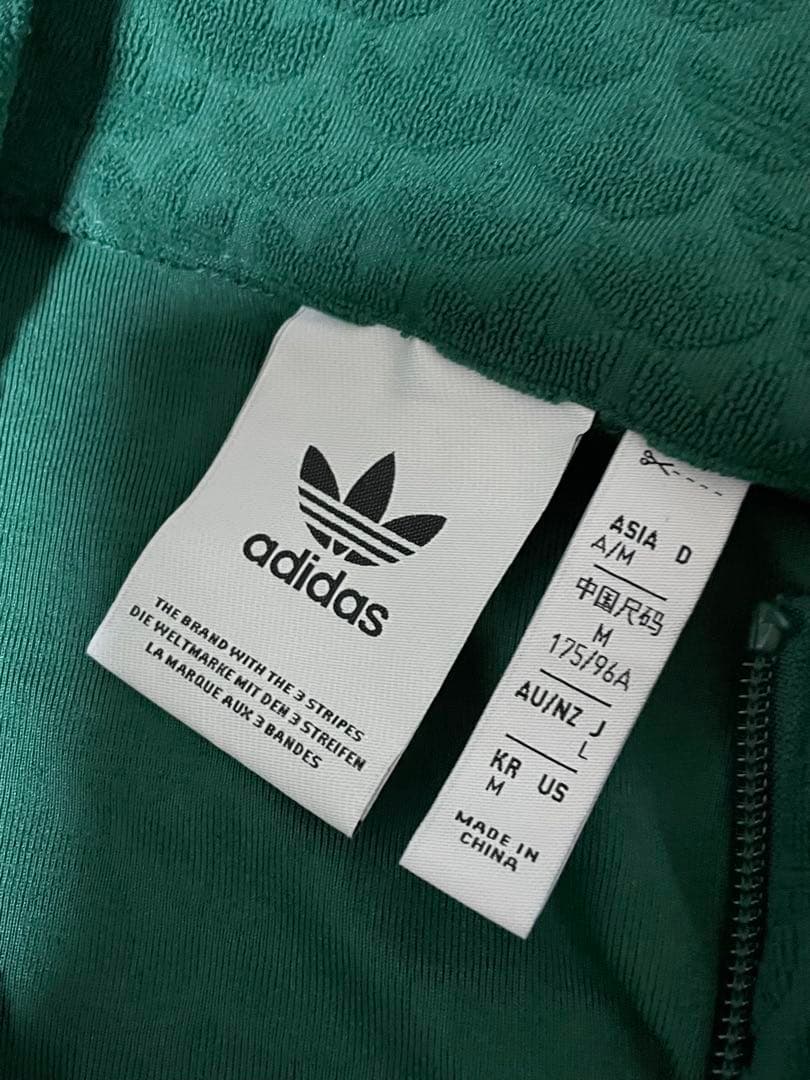 adidas
THE BRAND WITH THE 3 STRIPES
DIE WELTMARKE MIT DEN 3 STREIFEN
LA MARQUE AUX 3 BANDES
ASIA D
A/M
中国尺码
M
175/96A
AU/NZ J
L
KR US
M
MADE IN
CHINA